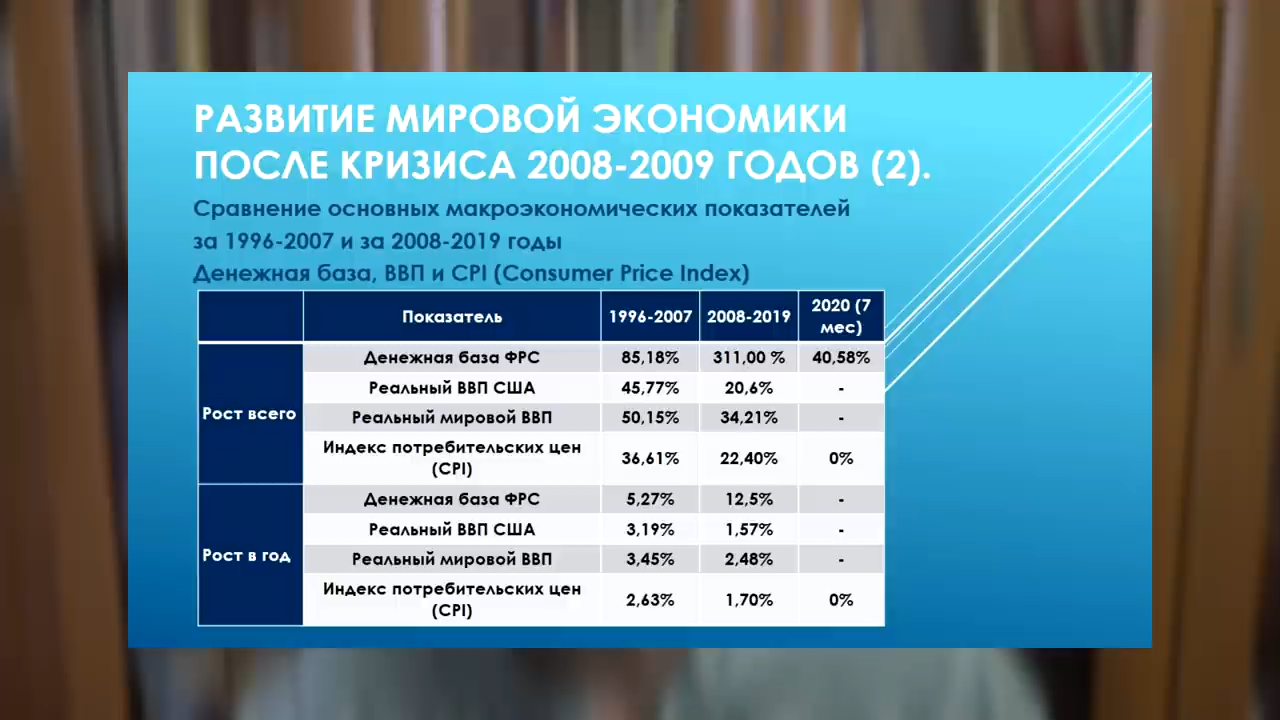 РАЗВИТИЕ МИРОВОЙ ЭКОНОМИКИ
ПОСЛЕ КРИЗИСА 2008-2009 ГОДОВ (2).
Сравнение основных макроэкономических показателей
за 1996-2007 и за 2008-2019 годы
Денежная база, ВВП и CPI (Consumer Price Index)
Показатель 1996-2007 2008-2019 2020 (7 мес)
Рост всего
Денежная база ФРС 85,18% 311,00 % 40,58%
Реальный ВВП США 45,77% 20,6% -
Реальный мировой ВВП 50,15% 34,21% -
Индекс потребительских цен (CPI) 36,61% 22,40% 0%
Рост в год
Денежная база ФРС 5,27% 12,5% -
Реальный ВВП США 3,19% 1,57% -
Реальный мировой ВВП 3,45% 2,48% -
Индекс потребительских цен (CPI) 2,63% 1,70% 0%